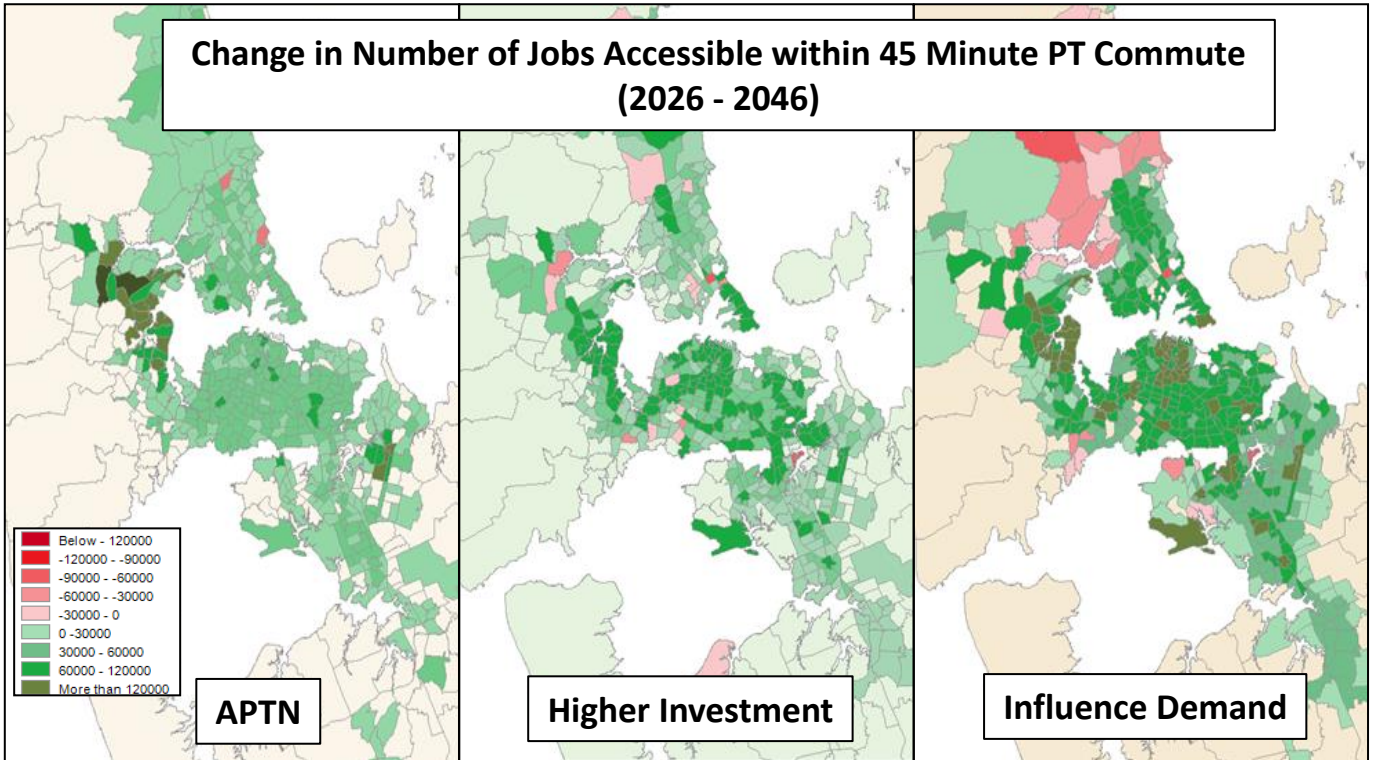 Change in Number of Jobs Accessible within 45 Minute PT Commute
(2026 - 2046)
Below - 120000
-120000 - -90000
-90000 - -60000
-60000 - -30000
-30000 - 0
0 -30000
30000 - 60000
60000 - 120000
More than 120000
APTN
Higher Investment
Influence Demand